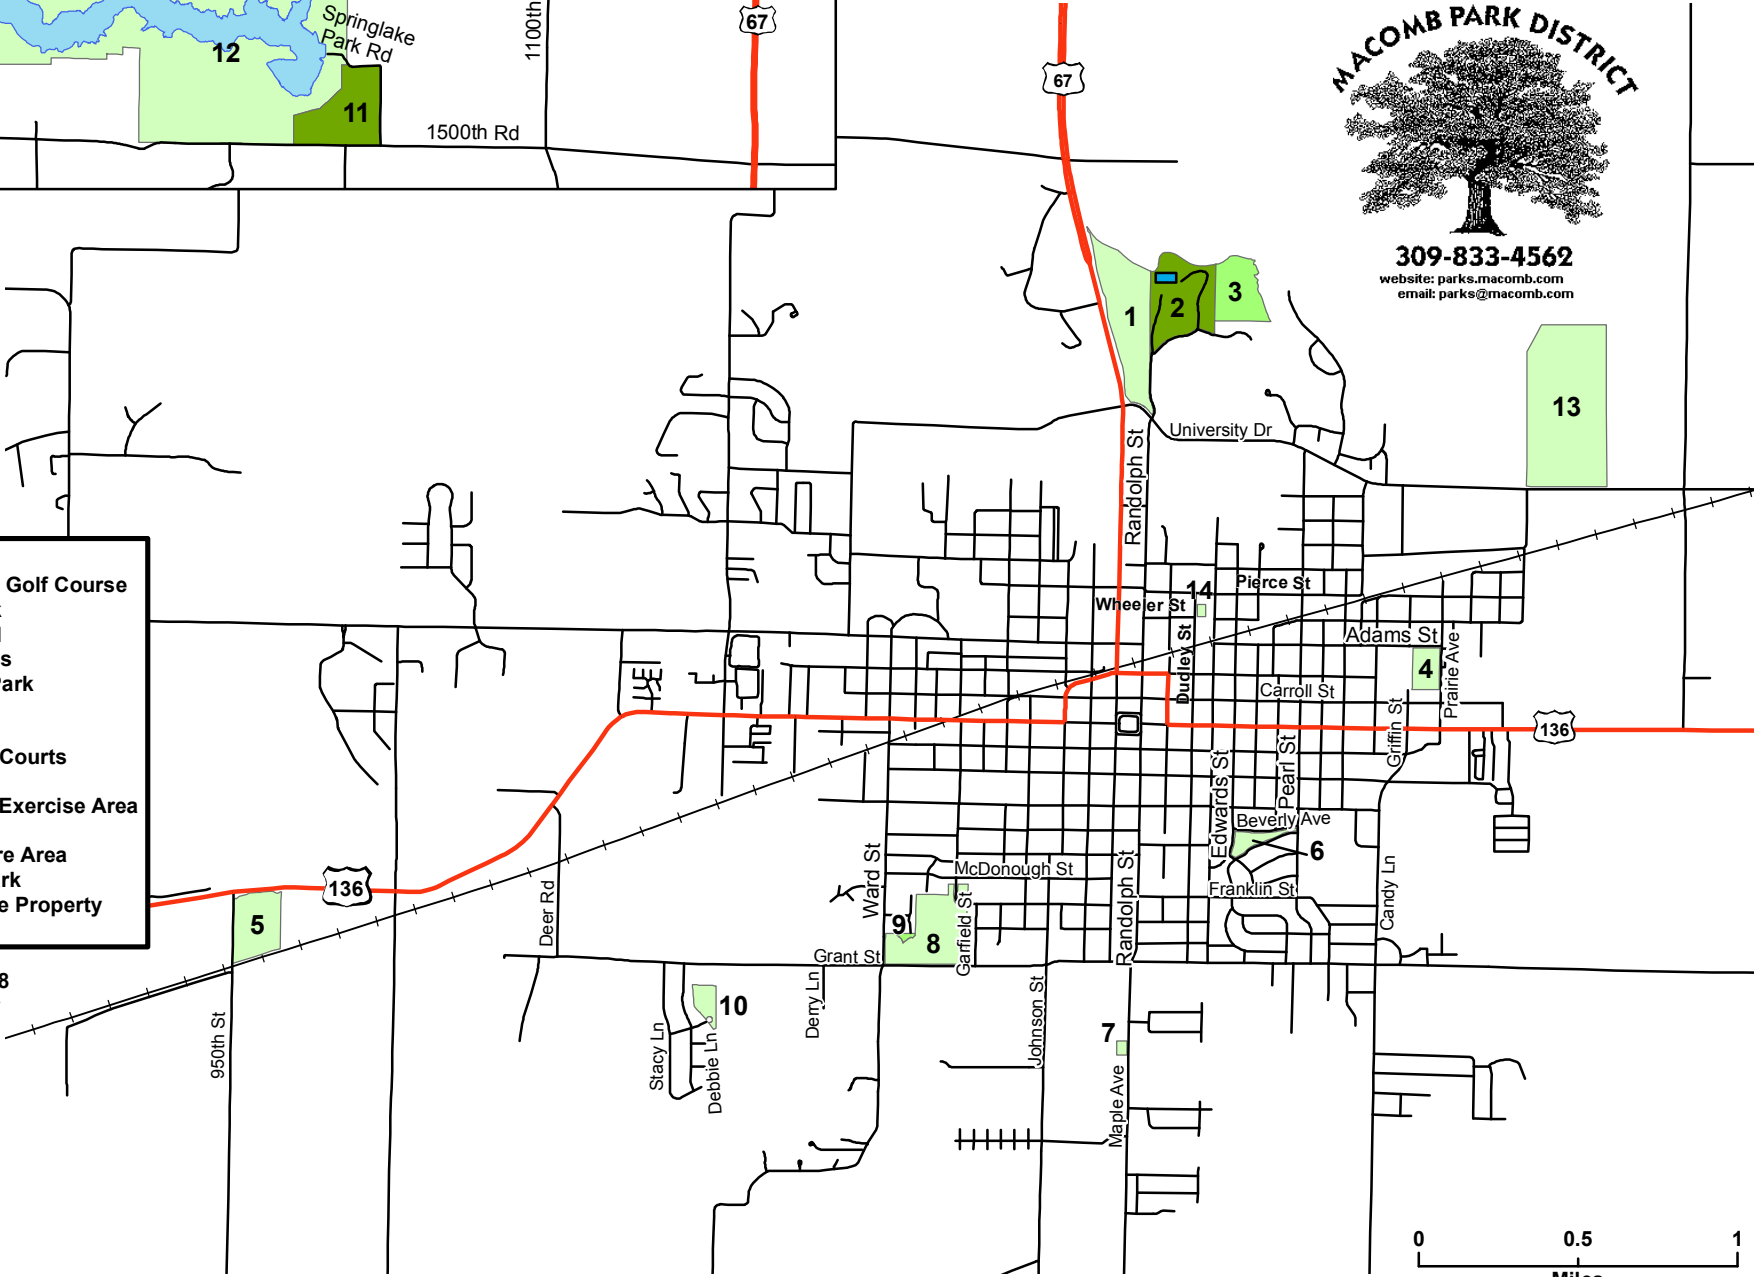 Springlake
Park Rd
1100th
67
12
11
1500th Rd
67
MACOMB PARK DISTRICT
309-833-4562
website: parks.macomb.com
email: parks@macomb.com
1
2
3
13
University Dr
Randolph St
14
Pierce St
Wheeler St
Dudley St
Adams St
4
Prairie Ave
Carroll St
Griffin St
136
Golf Course
s
Park
Courts
Exercise Area
re Area
rk
e Property
8
Edwards St
Pearl St
Beverly Ave
6
Ward St
McDonough St
Randolph St
Franklin St
Candy Ln
136
5
Deer Rd
9
8
Garfield St
Grant St
10
Derry Ln
Johnson St
7
950th St
Stacy Ln
Debbie Ln
Maple Ave
0 0.5 1
Miles